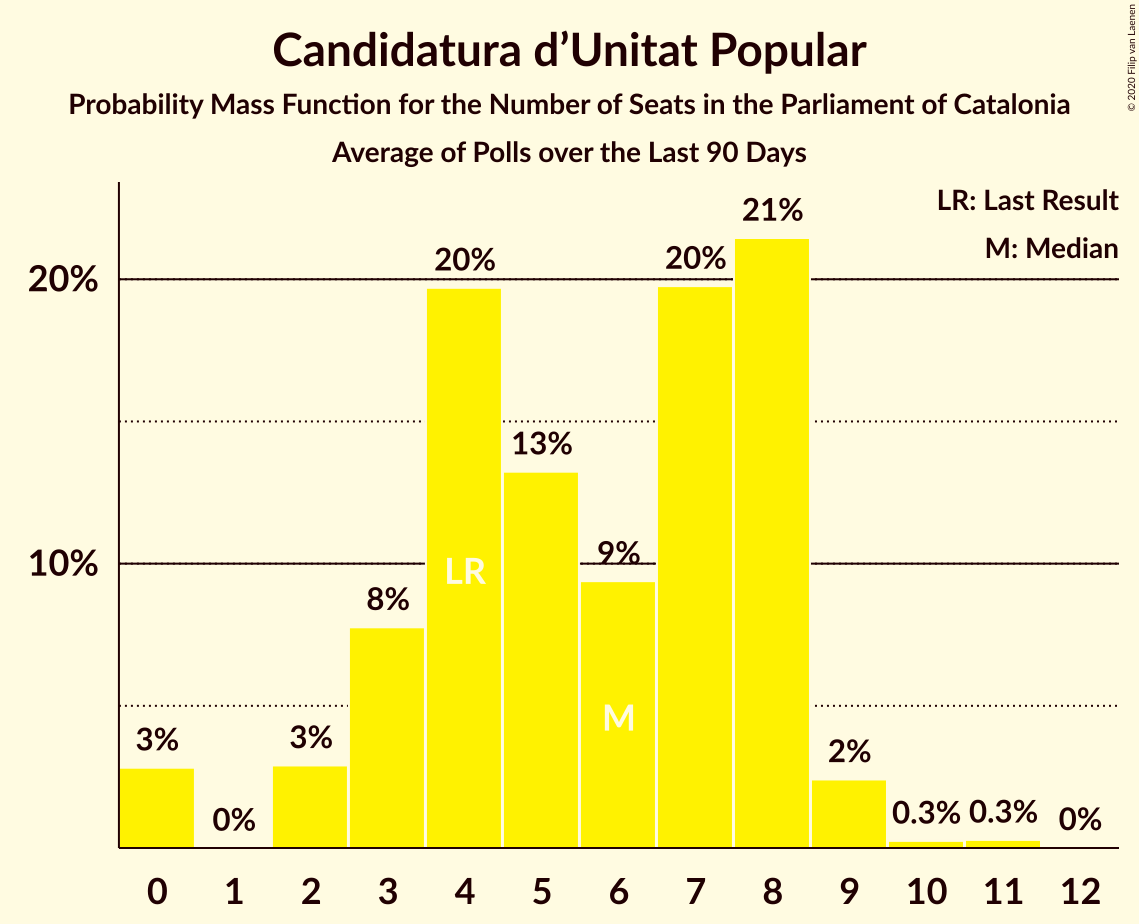 Candidatura d’Unitat Popular
Probability Mass Function for the Number of Seats in the Parliament of Catalonia
Average of Polls over the Last 90 Days
© 2020 Filip van Laenen
LR: Last Result
M: Median
20%
10%
3%
0%
3%
8%
20%
13%
9%
20%
21%
2%
0.3%
0.3%
0%
LR
M
0 1 2 3 4 5 6 7 8 9 10 11 12